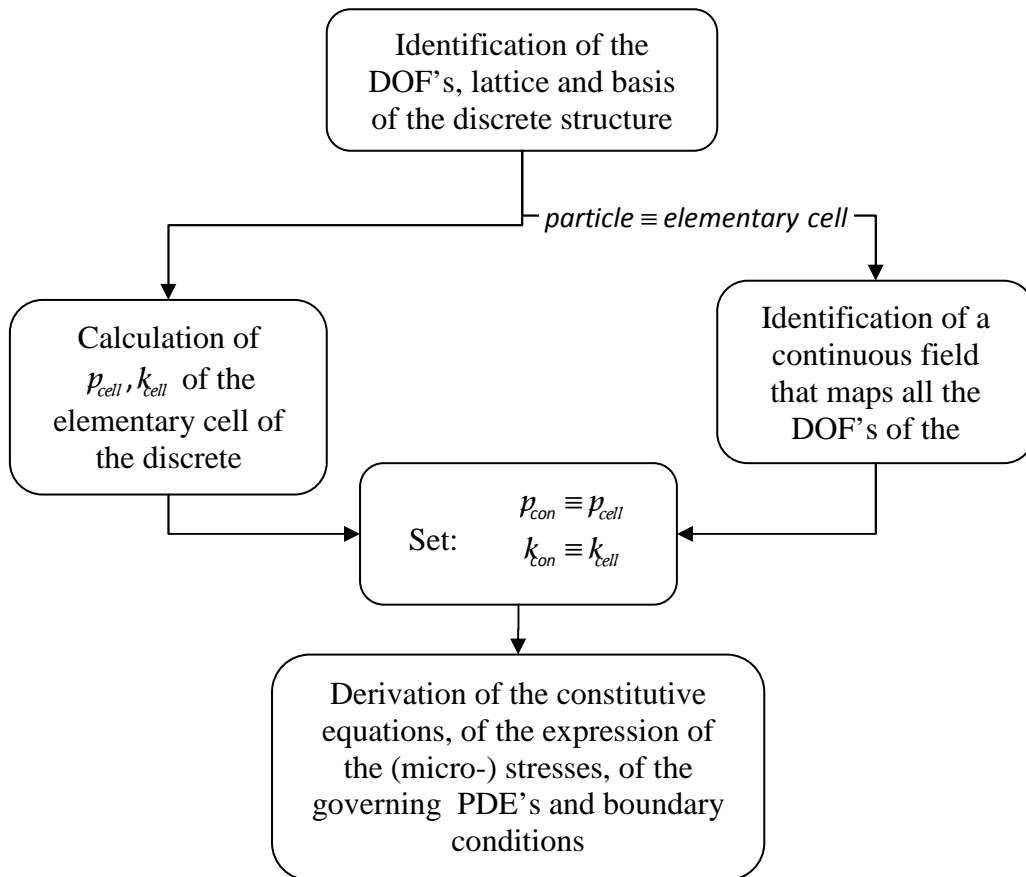 Identification of the
DOF’s, lattice and basis
of the discrete structure
particle ≡ elementary cell
Calculation of
p_cell, k_cell of the
elementary cell of
the discrete
Identification of a
continuous field
that maps all the
DOF’s of the
Set:
p_con ≡ p_cell
k_con ≡ k_cell
Derivation of the constitutive
equations, of the expression of
the (micro-) stresses, of the
governing PDE’s and boundary
conditions